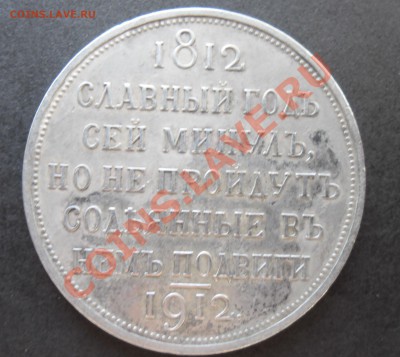 COINS.LAVE.RU
1812
СЛАВНЫЙ ГОДЪ
СЕЙ МИНУЛЪ,
НО НЕ ПРОЙДУТЪ
СОДѢЯННЫЕ ВЪ
НЕМЪ ПОДВИГИ
1912
COINS.LAVE.RU